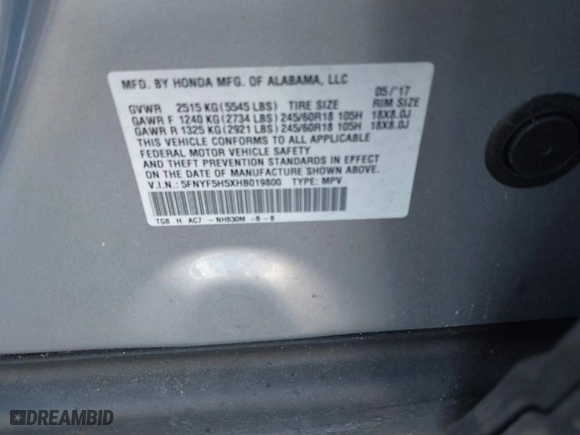 MFD. BY HONDA MFG. OF ALABAMA, LLC
05/'17
GVWR 2515 KG (5545 LBS) TIRE SIZE RIM SIZE
GAWR F 1240 KG (2734 LBS) 245/60R18 105H 18X8.0J
GAWR R 1325 KG (2921 LBS) 245/60R18 105H 18X8.0J
THIS VEHICLE CONFORMS TO ALL APPLICABLE
FEDERAL MOTOR VEHICLE SAFETY
AND THEFT PREVENTION STANDARDS IN EFFECT
ON THE DATE OF MANUFACTURE SHOWN ABOVE.
V.I.N.: 5FNYF5H5XHB019800 TYPE: MPV
TG8 H AC7 - NH830M -B - B
DREAMBID